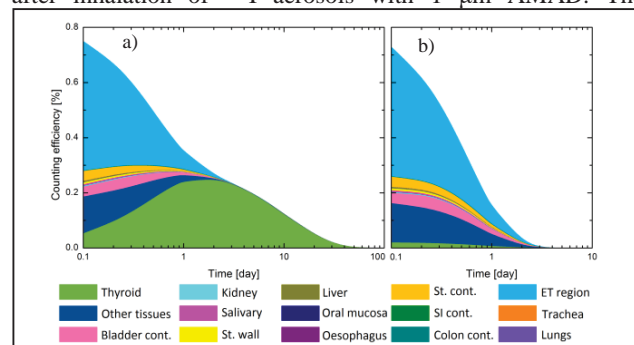 after inhalation of I aerosols with 1 μm AMAD. Th
a)
b)
Counting efficiency [%]
0.8
0.6
0.4
0.2
0.0
0.1 1 10 100
0.1 1 10
Time [day] Time [day]
Thyroid Kidney Liver St. cont. ET region
Other tissues Salivary Oral mucosa SI cont. Trachea
Bladder cont. St. wall Oesophagus Colon cont. Lungs